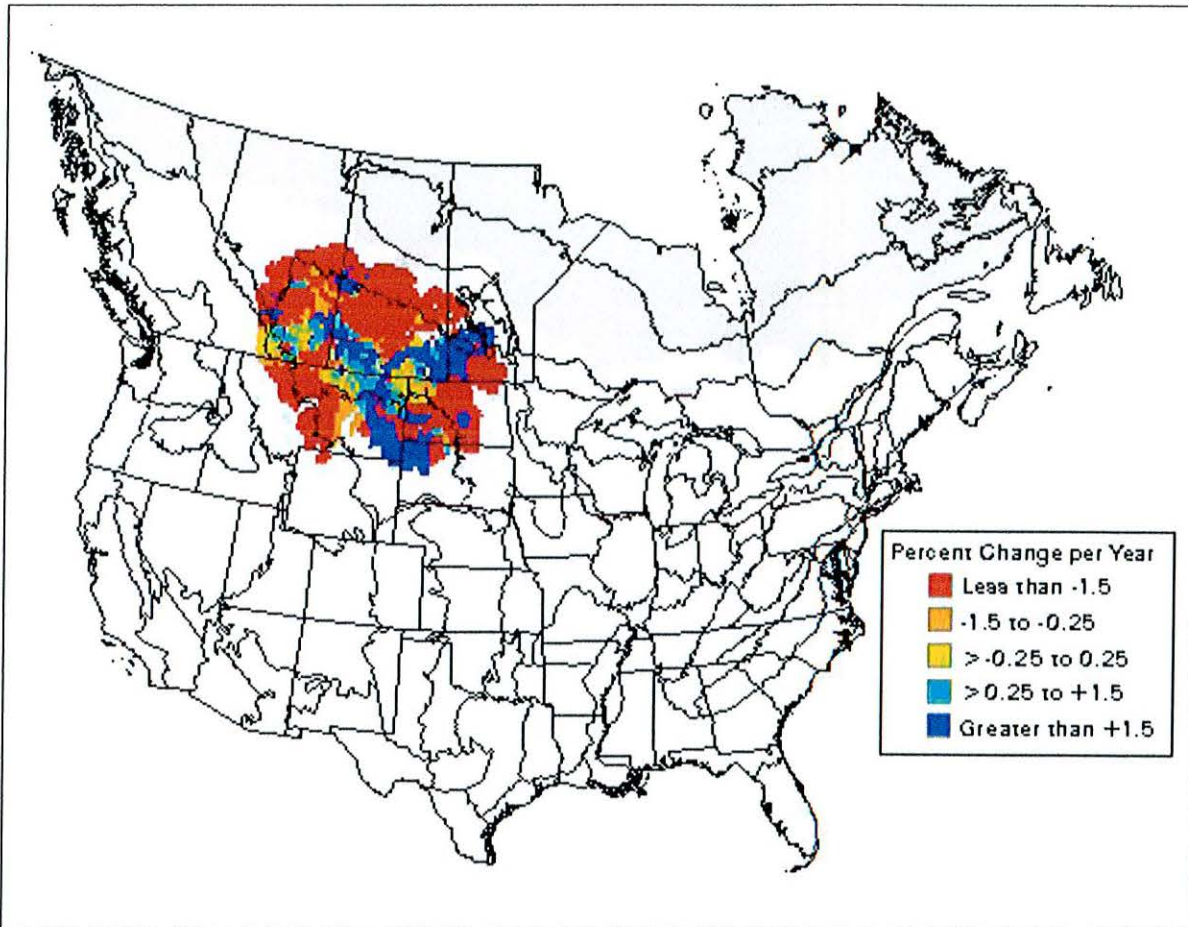 Percent Change per Year
Less than -1.5
-1.5 to -0.25
>-0.25 to 0.25
>0.25 to +1.5
Greater than +1.5